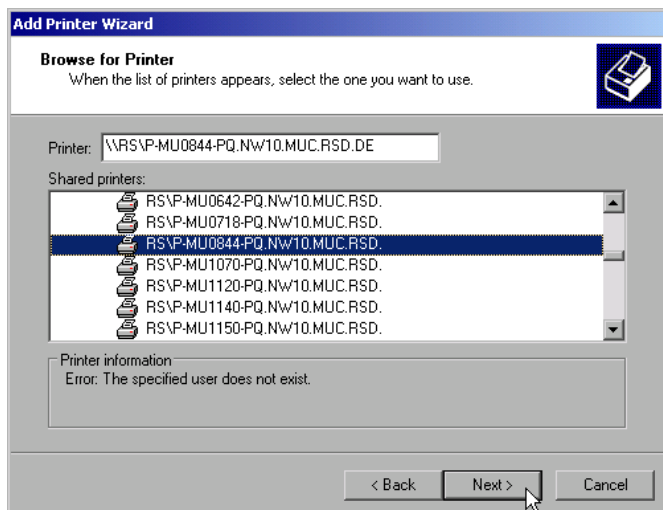 Add Printer Wizard
Browse for Printer
When the list of printers appears, select the one you want to use.
Printer: \\RS\P-MU0844-PQ.NW10.MUC.RSD.DE
Shared printers:
RS\P-MU0642-PQ.NW10.MUC.RSD.
RS\P-MU0718-PQ.NW10.MUC.RSD.
RS\P-MU0844-PQ.NW10.MUC.RSD.
RS\P-MU1070-PQ.NW10.MUC.RSD.
RS\P-MU1120-PQ.NW10.MUC.RSD.
RS\P-MU1140-PQ.NW10.MUC.RSD.
RS\P-MU1150-PQ.NW10.MUC.RSD.
Printer information
Error: The specified user does not exist.
< Back Next > Cancel